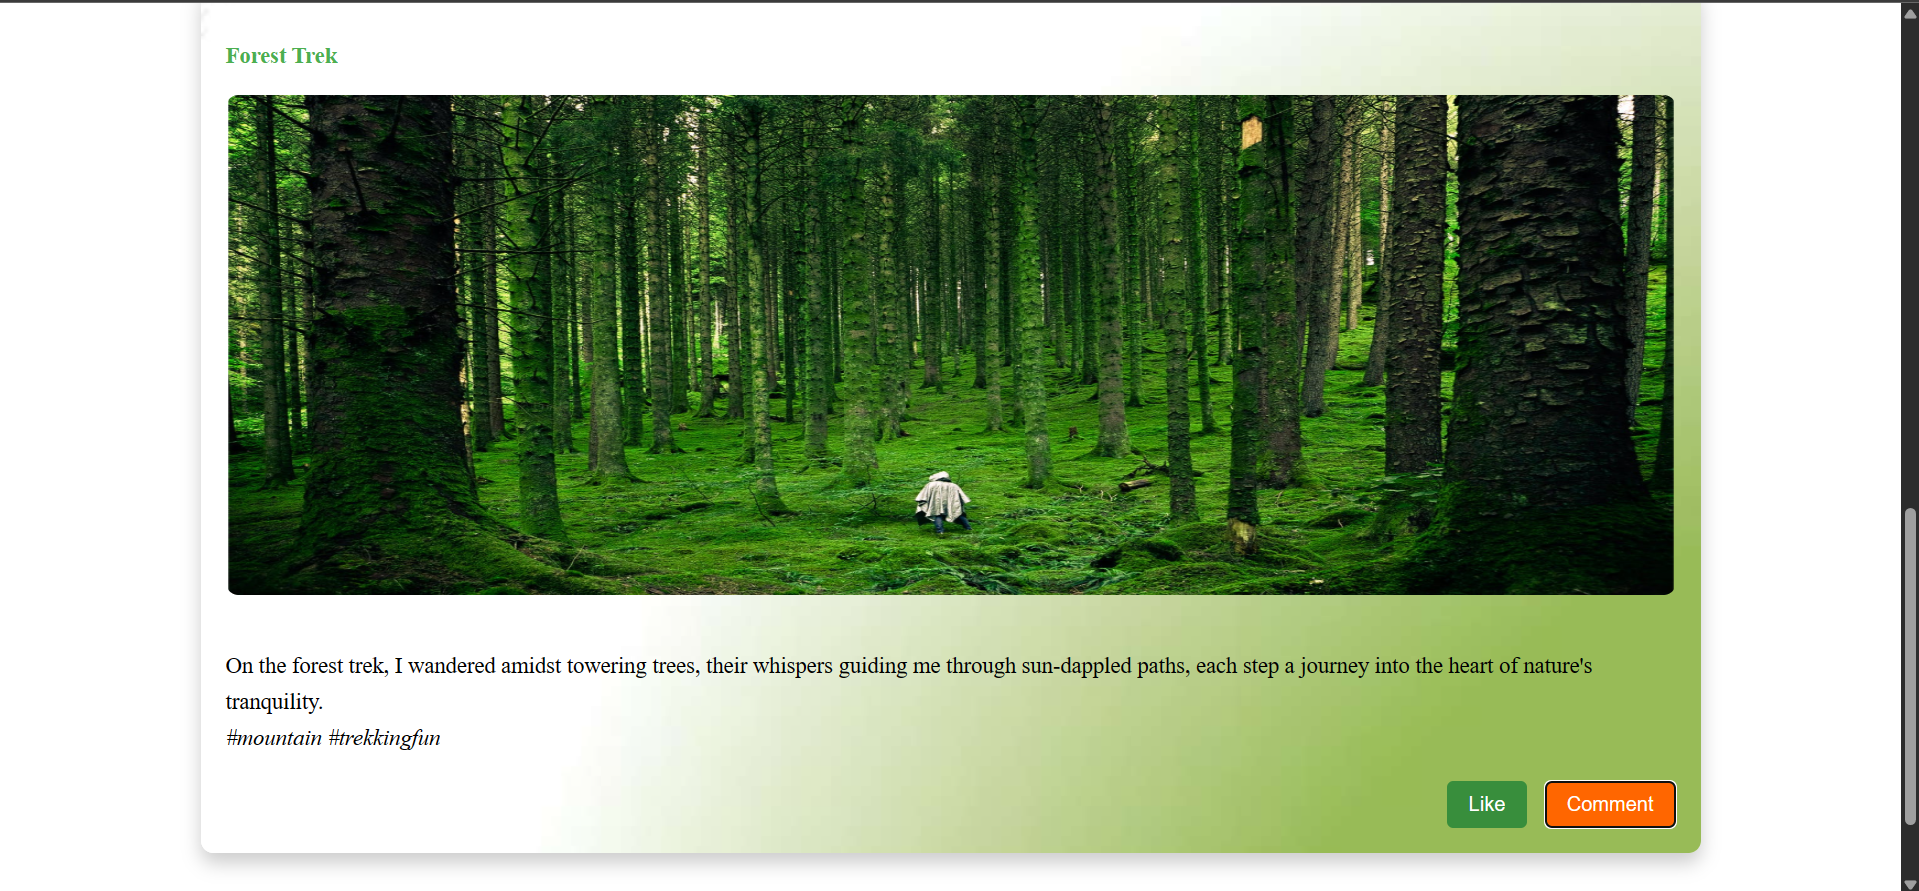 Forest Trek
On the forest trek, I wandered amidst towering trees, their whispers guiding me through sun-dappled paths, each step a journey into the heart of nature's
tranquility.
#mountain #trekkingfun
Like Comment